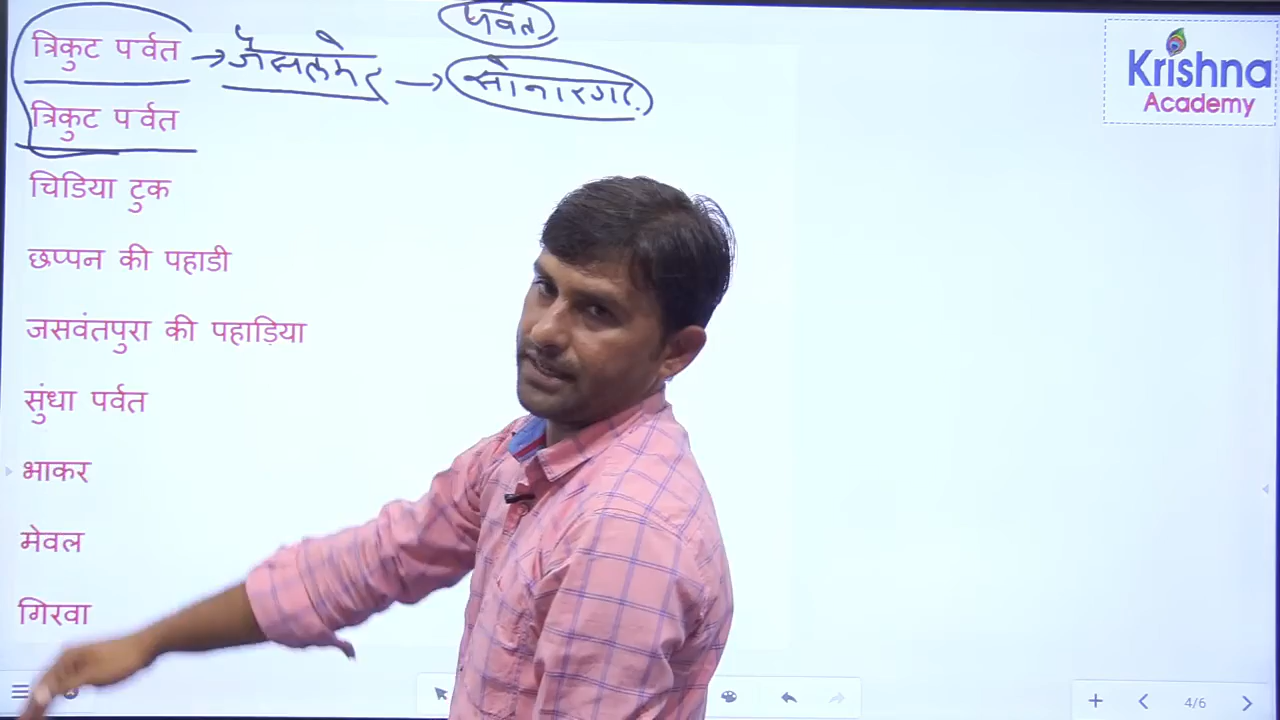 पर्वत
त्रिकुट पर्वत → जैसलमेर → सोनारगढ़
त्रिकुट पर्वत
चिडिया टुक
छप्पन की पहाडी
जसवंतपुरा की पहाड़िया
सुंधा पर्वत
भाकर
मेवल
गिरवा
Krishna
Academy
4/6